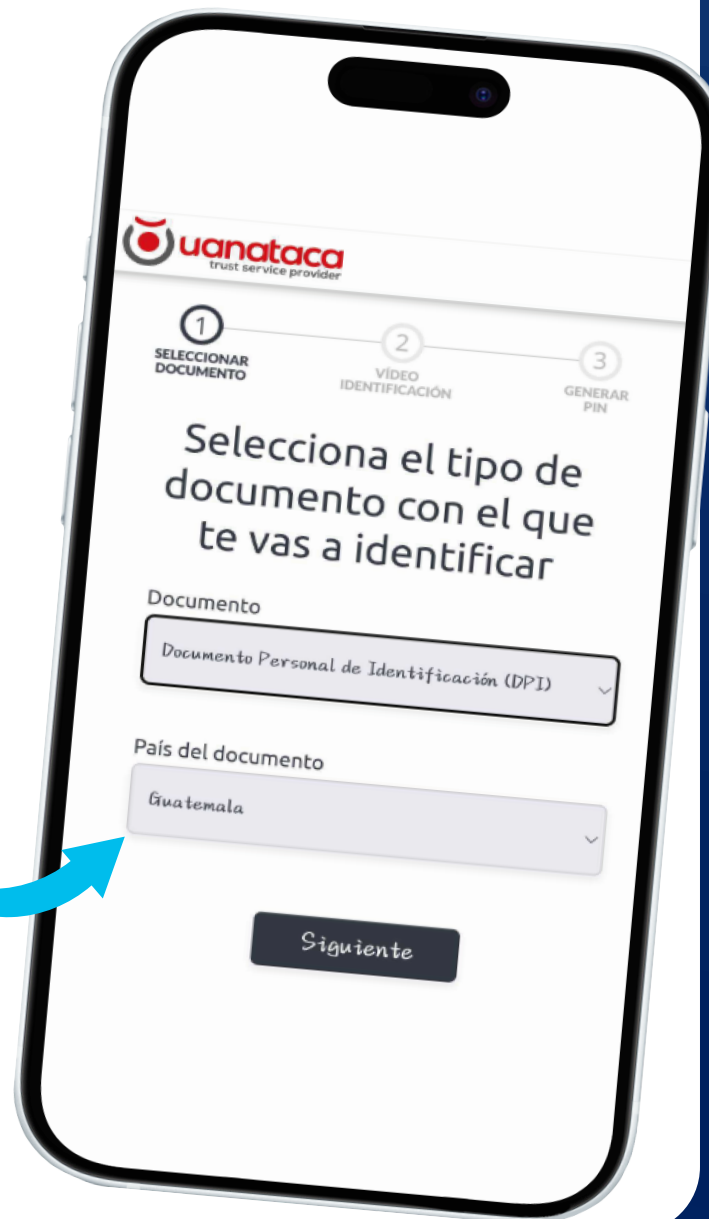 uanataca
trust service provider
1
SELECCIONAR
DOCUMENTO
2
VÍDEO
IDENTIFICACIÓN
3
GENERAR
PIN
Selecciona el tipo de
documento con el que
te vas a identificar
Documento
Documento Personal de Identificación (DPI)
País del documento
Guatemala
Siguiente